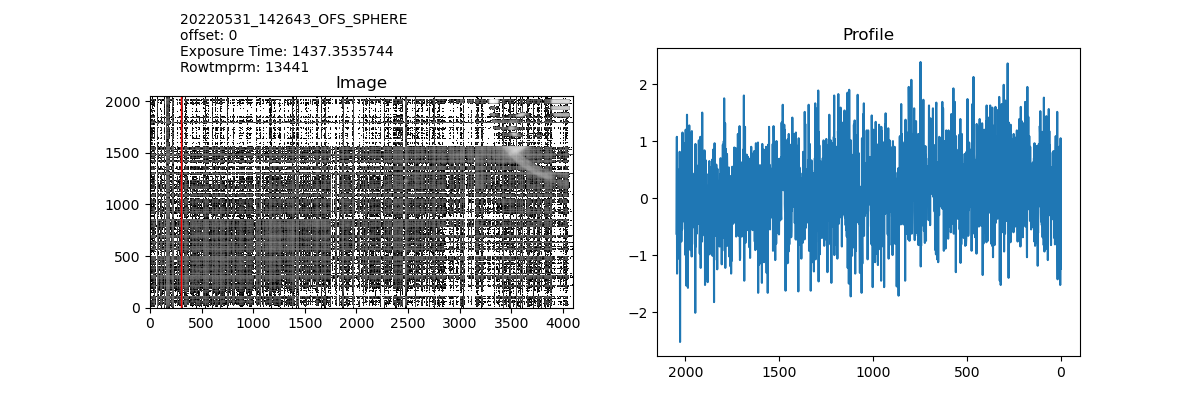 20220531_142643_OFS_SPHERE
offset: 0
Exposure Time: 1437.3535744
Rowtmprm: 13441
Image
2000
1500
1000
500
0
0 500 1000 1500 2000 2500 3000 3500 4000
Profile
2
1
0
−1
−2
2000 1500 1000 500 0